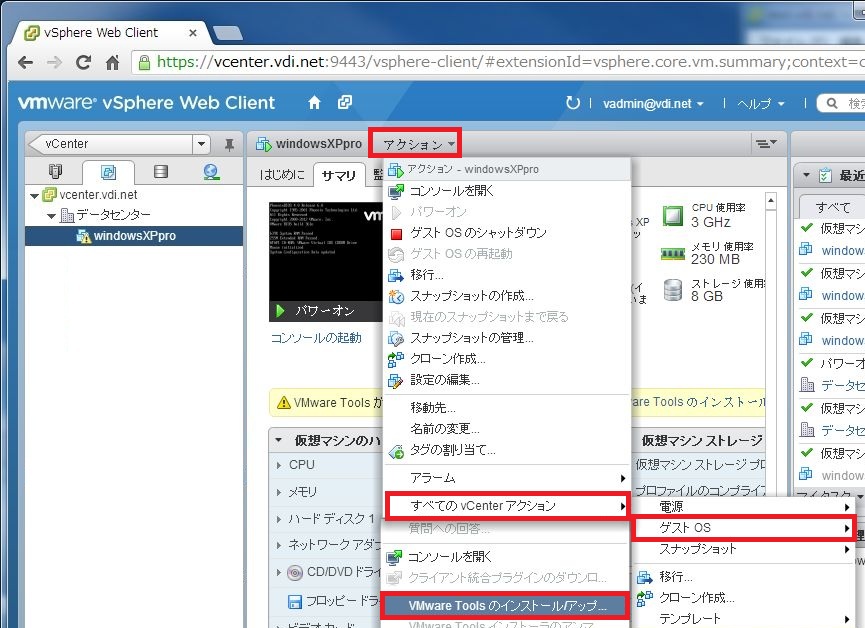 vSphere Web Client
https://vcenter.vdi.net:9443/vsphere-client/#extensionId=vsphere.core.vm.summary;context=c
vmware® vSphere Web Client
vadmin@vdi.net
ヘルプ
検索
vCenter
vcenter.vdi.net
データセンター
windowsXPpro
windowsXPpro
アクション
はじめに
サマリ
監
パワーオン
コンソールの起動
VMware Tools が
are Tools のインストール
仮想マシンのハ
CPU
メモリ
ハード ディスク 1
ネットワーク アダプ
CD/DVD ドライ
フロッピー ドラ
ビデオ カード
アクション - windowsXPpro
コンソールを開く
パワーオン
ゲスト OS のシャットダウン
ゲスト OS の再起動
移行...
スナップショットの作成...
現在のスナップショットまで戻る
スナップショットの管理...
クローン作成...
設定の編集...
移動先...
名前の変更...
タグの割り当て...
アラーム
すべての vCenter アクション
質問への回答...
コンソールを開く
クライアント統合プラグインのダウンロ...
VMware Tools のインストール/アップ...
VMware Tools インストーラのアンマ
電源
ゲスト OS
スナップショット
移行...
クローン作成...
テンプレート
XP
CPU 使用率
3 GHz
メモリ 使用率
230 MB
ストレージ 使用
8 GB
仮想マシン ストレージ
仮想マシン ストレージ プロ
プロファイルのコンプライア
最近
すべて
仮想マシ
window
仮想マシ
window
仮想マシ
window
パワーオ
データセ
仮想マシ
データセ
仮想マシ
window
マイタスク